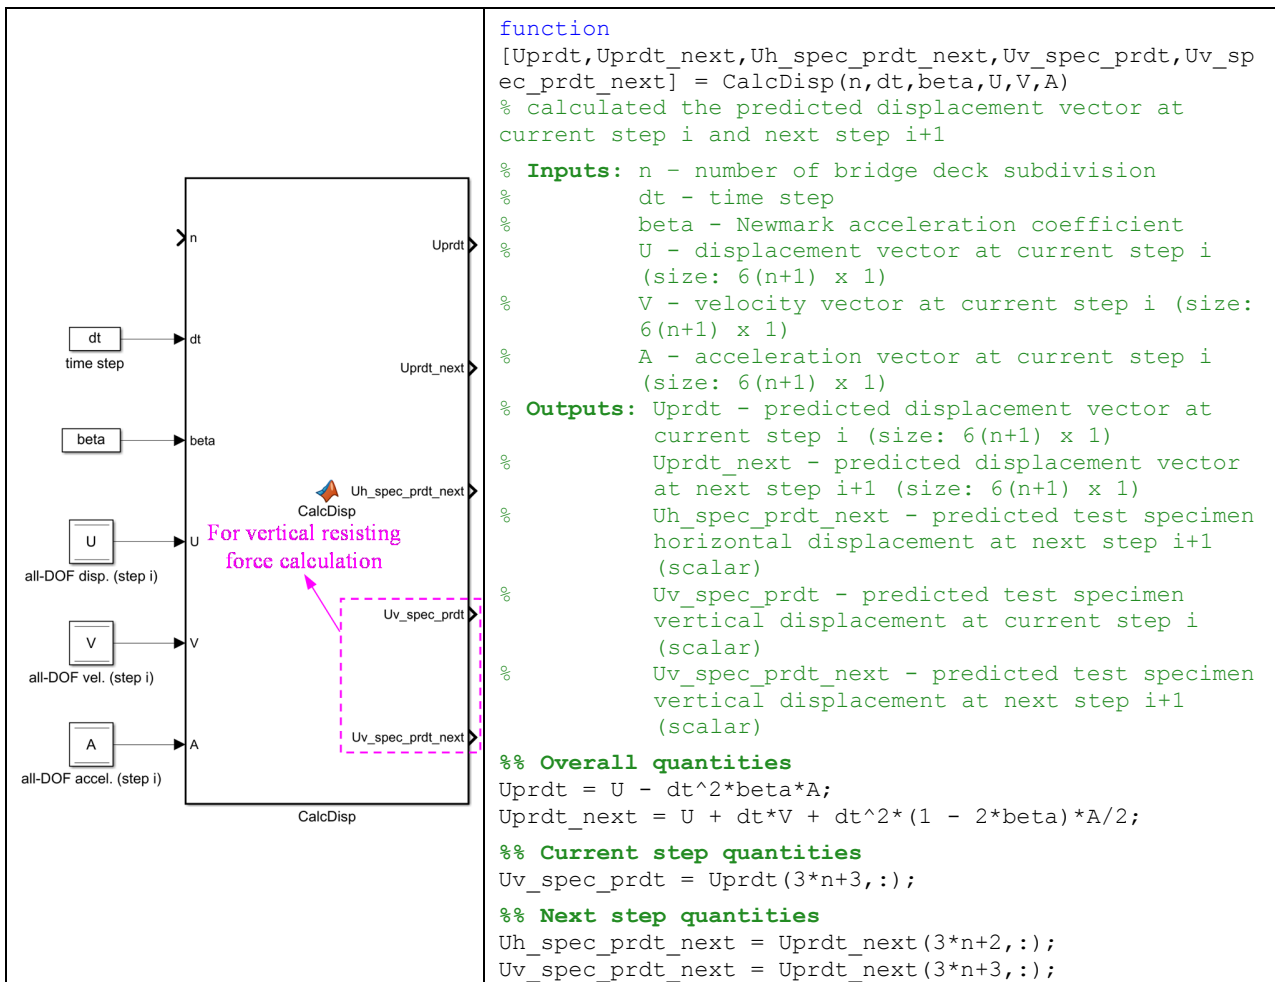 n
dt
time step
dt
beta
beta
U
all-DOF disp. (step i)
U
V
all-DOF vel. (step i)
V
A
all-DOF accel. (step i)
A
Uprdt
Uprdt_next
Uh_spec_prdt_next
CalcDisp
For vertical resisting
force calculation
Uv_spec_prdt
Uv_spec_prdt_next
CalcDisp
function
[Uprdt,Uprdt_next,Uh_spec_prdt_next,Uv_spec_prdt,Uv_sp
ec_prdt_next] = CalcDisp(n,dt,beta,U,V,A)
% calculated the predicted displacement vector at
current step i and next step i+1
% Inputs: n – number of bridge deck subdivision
% dt - time step
% beta - Newmark acceleration coefficient
% U - displacement vector at current step i
(size: 6(n+1) x 1)
% V - velocity vector at current step i (size:
6(n+1) x 1)
% A - acceleration vector at current step i
(size: 6(n+1) x 1)
% Outputs: Uprdt - predicted displacement vector at
current step i (size: 6(n+1) x 1)
% Uprdt_next - predicted displacement vector
at next step i+1 (size: 6(n+1) x 1)
% Uh_spec_prdt_next - predicted test specimen
horizontal displacement at next step i+1
(scalar)
% Uv_spec_prdt - predicted test specimen
vertical displacement at current step i
(scalar)
% Uv_spec_prdt_next - predicted test specimen
vertical displacement at next step i+1
(scalar)
%% Overall quantities
Uprdt = U - dt^2*beta*A;
Uprdt_next = U + dt*V + dt^2*(1 - 2*beta)*A/2;
%% Current step quantities
Uv_spec_prdt = Uprdt(3*n+3,:);
%% Next step quantities
Uh_spec_prdt_next = Uprdt_next(3*n+2,:);
Uv_spec_prdt_next = Uprdt_next(3*n+3,:);